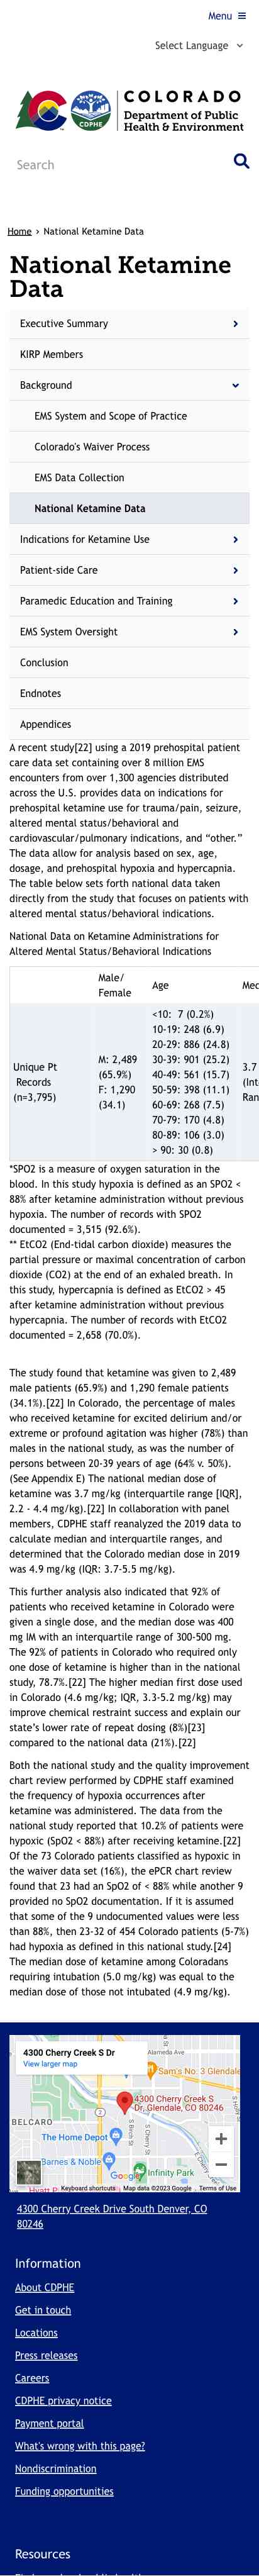 Menu
Select Language
CDPHE
COLORADO
Department of Public
Health & Environment
TM
Search
Home › National Ketamine Data
National Ketamine
Data
Executive Summary
KIRP Members
Background
EMS System and Scope of Practice
Colorado's Waiver Process
EMS Data Collection
National Ketamine Data
Indications for Ketamine Use
Patient-side Care
Paramedic Education and Training
EMS System Oversight
Conclusion
Endnotes
Appendices
A recent study[22] using a 2019 prehospital patient
care data set containing over 8 million EMS
encounters from over 1,300 agencies distributed
across the U.S. provides data on indications for
prehospital ketamine use for trauma/pain, seizure,
altered mental status/behavioral and
cardiovascular/pulmonary indications, and “other.”
The data allow for analysis based on sex, age,
dosage, and prehospital hypoxia and hypercapnia.
The table below sets forth national data taken
directly from the study that focuses on patients with
altered mental status/behavioral indications.
National Data on Ketamine Administrations for
Altered Mental Status/Behavioral Indications
Male/
Female
Age
Med
Unique Pt
Records
(n=3,795)
M: 2,489
(65.9%)
F: 1,290
(34.1)
<10: 7 (0.2%)
10-19: 248 (6.9)
20-29: 886 (24.8)
30-39: 901 (25.2)
40-49: 561 (15.7)
50-59: 398 (11.1)
60-69: 268 (7.5)
70-79: 170 (4.8)
80-89: 106 (3.0)
> 90: 30 (0.8)
3.7
(Int
Ran
*SPO2 is a measure of oxygen saturation in the
blood. In this study hypoxia is defined as an SPO2 <
88% after ketamine administration without previous
hypoxia. The number of records with SPO2
documented = 3,515 (92.6%).
** EtCO2 (End-tidal carbon dioxide) measures the
partial pressure or maximal concentration of carbon
dioxide (CO2) at the end of an exhaled breath. In
this study, hypercapnia is defined as EtCO2 > 45
after ketamine administration without previous
hypercapnia. The number of records with EtCO2
documented = 2,658 (70.0%).
The study found that ketamine was given to 2,489
male patients (65.9%) and 1,290 female patients
(34.1%).[22] In Colorado, the percentage of males
who received ketamine for excited delirium and/or
extreme or profound agitation was higher (78%) than
males in the national study, as was the number of
persons between 20-39 years of age (64% v. 50%).
(See Appendix E) The national median dose of
ketamine was 3.7 mg/kg (interquartile range [IQR],
2.2 - 4.4 mg/kg).[22] In collaboration with panel
members, CDPHE staff reanalyzed the 2019 data to
calculate median and interquartile ranges, and
determined that the Colorado median dose in 2019
was 4.9 mg/kg (IQR: 3.7-5.5 mg/kg).
This further analysis also indicated that 92% of
patients who received ketamine in Colorado were
given a single dose, and the median dose was 400
mg IM with an interquartile range of 300-500 mg.
The 92% of patients in Colorado who required only
one dose of ketamine is higher than in the national
study, 78.7%.[22] The higher median first dose used
in Colorado (4.6 mg/kg; IQR, 3.3-5.2 mg/kg) may
improve chemical restraint success and explain our
state’s lower rate of repeat dosing (8%)[23]
compared to the national data (21%).[22]
Both the national study and the quality improvement
chart review performed by CDPHE staff examined
the frequency of hypoxia occurrences after
ketamine was administered. The data from the
national study reported that 10.2% of patients were
hypoxic (SpO2 < 88%) after receiving ketamine.[22]
Of the 73 Colorado patients classified as hypoxic in
the waiver data set (16%), the ePCR chart review
found that 23 had an SpO2 of < 88% while another 9
provided no SpO2 documentation. If it is assumed
that some of the 9 undocumented values were less
than 88%, then 23-32 of 454 Colorado patients (5-7%)
had hypoxia as defined in this national study.[24]
The median dose of ketamine among Coloradans
requiring intubation (5.0 mg/kg) was equal to the
median dose of those not intubated (4.9 mg/kg).
4300 Cherry Creek S Dr
View larger map
Alameda Ave
Sam's No. 3 Glendale
4300 Cherry Creek S
Dr, Glendale, CO 80246
S Birch St
S Cherry St
BELCARO
The Home Depot
Barnes & Noble
Google
Infinity Park
Hyatt P
Keyboard shortcuts Map data ©2023 Google Terms of Use
4300 Cherry Creek Drive South Denver, CO
80246
Information
About CDPHE
Get in touch
Locations
Press releases
Careers
CDPHE privacy notice
Payment portal
What's wrong with this page?
Nondiscrimination
Funding opportunities
Resources